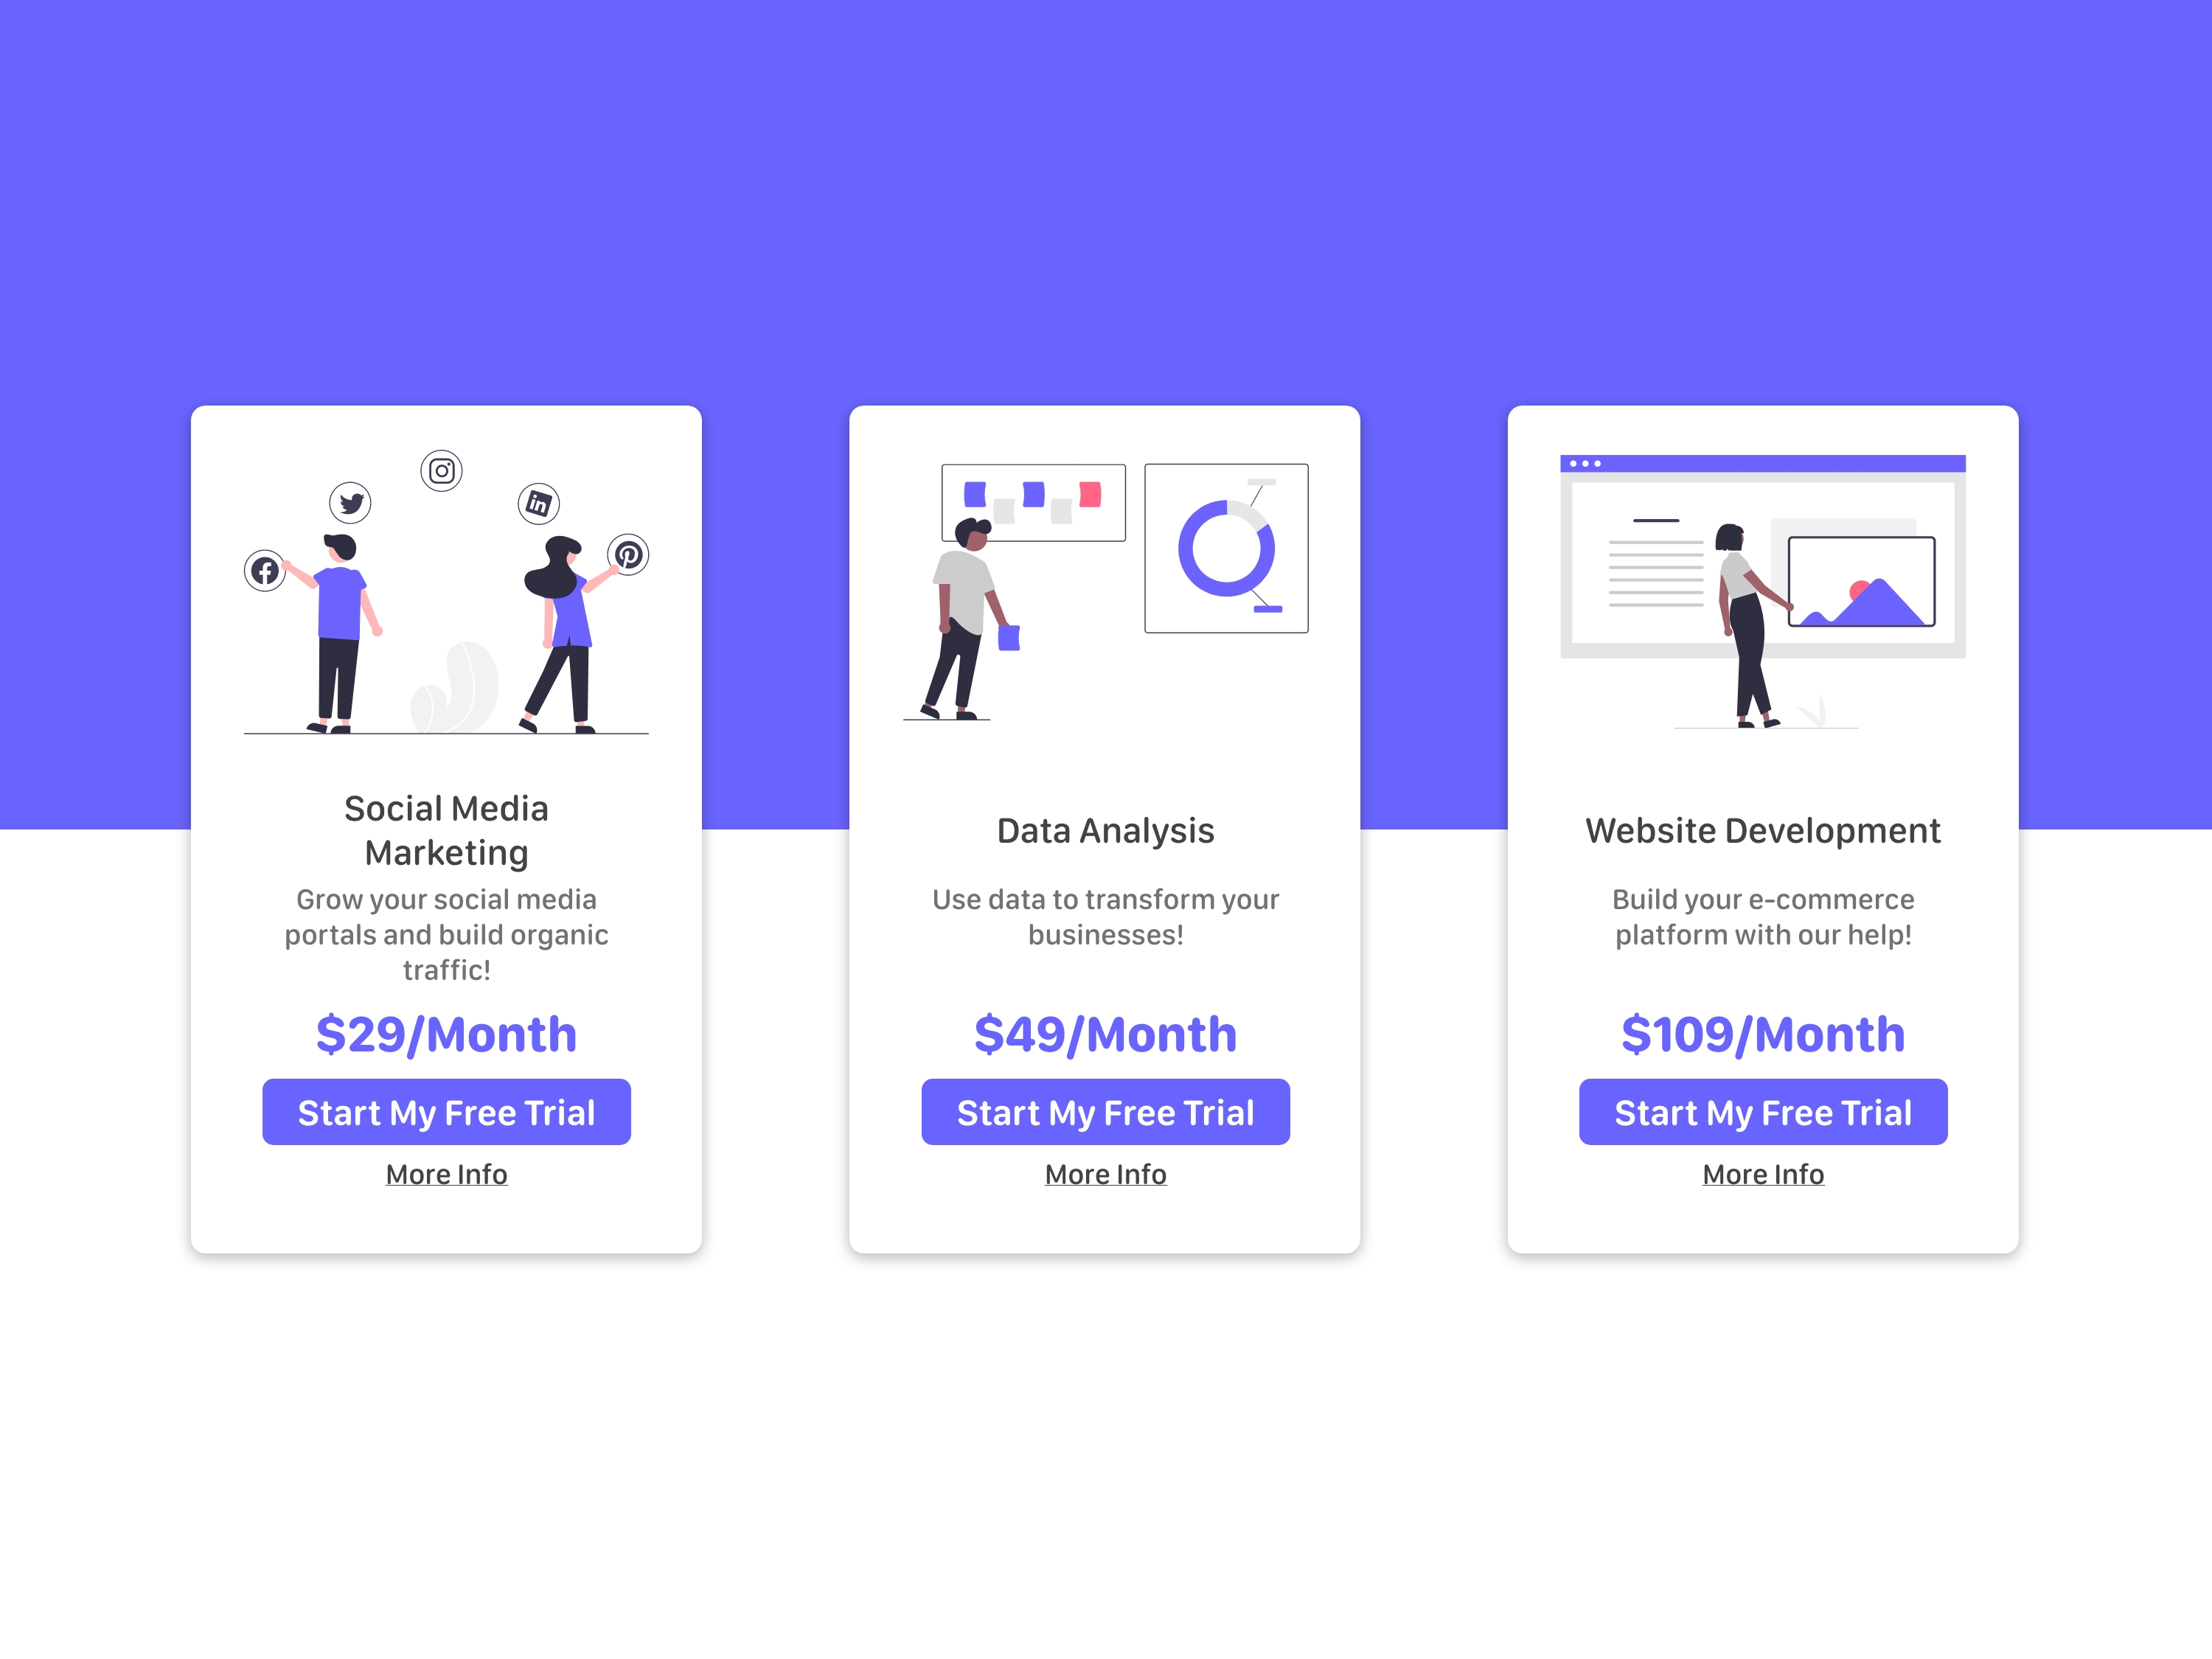 Social Media
Marketing
Grow your social media
portals and build organic
traffic!
$29/Month
Start My Free Trial
More Info
Data Analysis
Use data to transform your
businesses!
$49/Month
Start My Free Trial
More Info
Website Development
Build your e-commerce
platform with our help!
$109/Month
Start My Free Trial
More Info